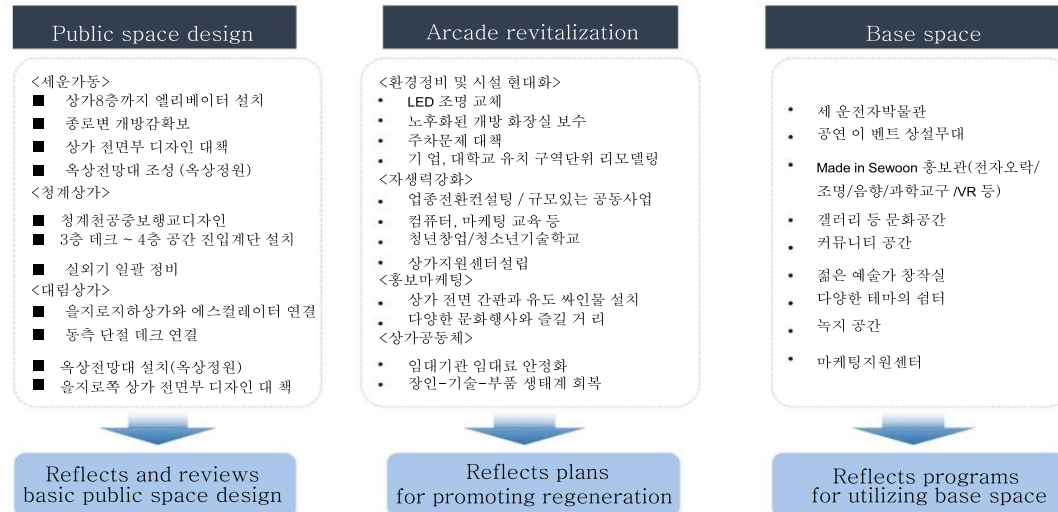 Public space design
<세운가동>
■ 상가8층까지 엘리베이터 설치
■ 종로변 개방감확보
■ 상가 전면부 디자인 대책
■ 옥상전망대 조성 (옥상정원)
<청계상가>
■ 청계천공중보행교디자인
■ 3층 데크 ~ 4층 공간 진입계단 설치
■ 실외기 일괄 정비
<대림상가>
■ 을지로지하상가와 에스컬레이터 연결
■ 동측 단절 데크 연결
■ 옥상전망대 설치(옥상정원)
■ 을지로쪽 상가 전면부 디자인 대 책
Reflects and reviews
basic public space design
Arcade revitalization
<환경정비 및 시설 현대화>
• LED 조명 교체
• 노후화된 개방 화장실 보수
• 주차문제 대책
• 기 업, 대학교 유치 구역단위 리모델링
<자생력강화>
• 업종전환컨설팅 / 규모있는 공동사업
• 컴퓨터, 마케팅 교육 등
• 청년창업/청소년기술학교
• 상가지원센터설립
<홍보마케팅>
• 상가 전면 간판과 유도 싸인물 설치
• 다양한 문화행사와 즐길 거 리
<상가공동체>
• 임대기관 임대료 안정화
• 장인-기술-부품 생태계 회복
Reflects plans
for promoting regeneration
Base space
• 세 운전자박물관
• 공연 이 벤트 상설무대
• Made in Sewoon 홍보관(전자오락/
조명/음향/과학교구 /VR 등)
• 갤러리 등 문화공간
• 커뮤니티 공간
• 젊은 예술가 창작실
• 다양한 테마의 쉼터
• 녹지 공간
• 마케팅지원센터
Reflects programs
for utilizing base space